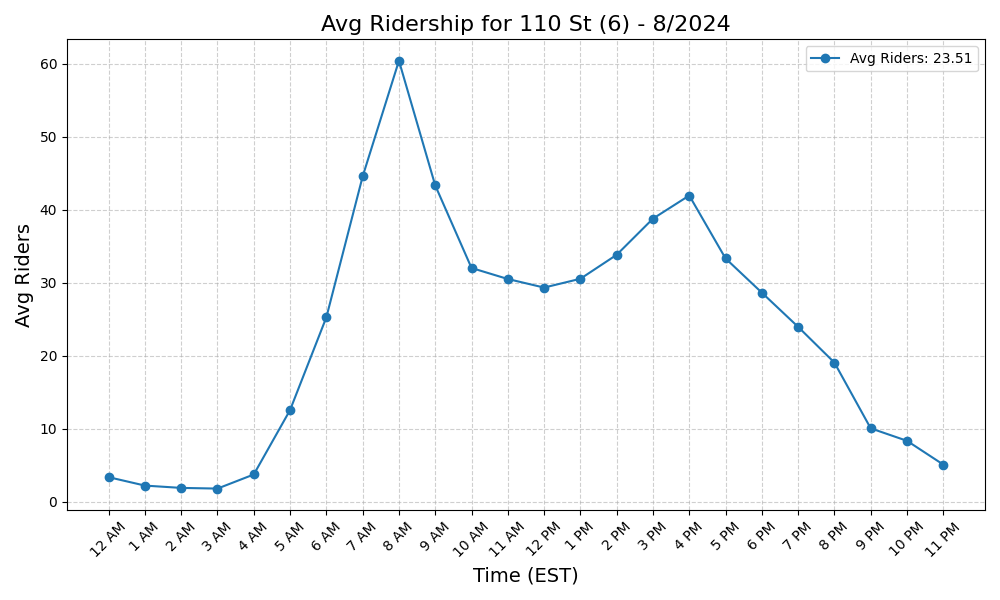 Avg Ridership for 110 St (6) - 8/2024
Avg Riders: 23.51
Avg Riders
60
50
40
30
20
10
0
12 AM
1 AM
2 AM
3 AM
4 AM
5 AM
6 AM
7 AM
8 AM
9 AM
10 AM
11 AM
12 PM
1 PM
2 PM
3 PM
4 PM
5 PM
6 PM
7 PM
8 PM
9 PM
10 PM
11 PM
Time (EST)